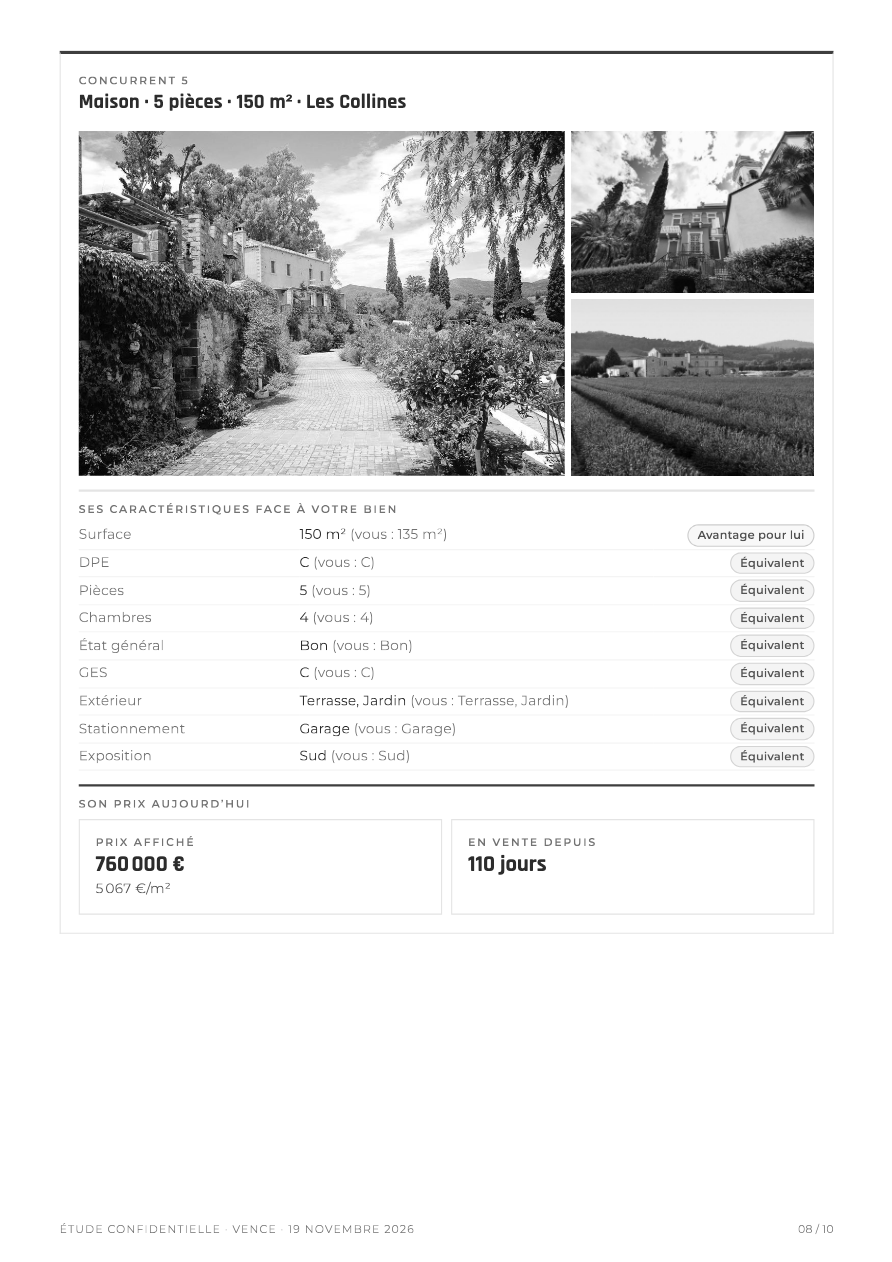 CONCURRENT 5
Maison · 5 pièces · 150 m² · Les Collines
SES CARACTÉRISTIQUES FACE À VOTRE BIEN
Surface 150 m² (vous : 135 m²) Avantage pour lui
DPE C (vous : C) Équivalent
Pièces 5 (vous : 5) Équivalent
Chambres 4 (vous : 4) Équivalent
État général Bon (vous : Bon) Équivalent
GES C (vous : C) Équivalent
Extérieur Terrasse, Jardin (vous : Terrasse, Jardin) Équivalent
Stationnement Garage (vous : Garage) Équivalent
Exposition Sud (vous : Sud) Équivalent
SON PRIX AUJOURD'HUI
PRIX AFFICHÉ
760 000 €
5 067 €/m²
EN VENTE DEPUIS
110 jours
ÉTUDE CONFIDENTIELLE · VENCE · 19 NOVEMBRE 2026 08 / 10